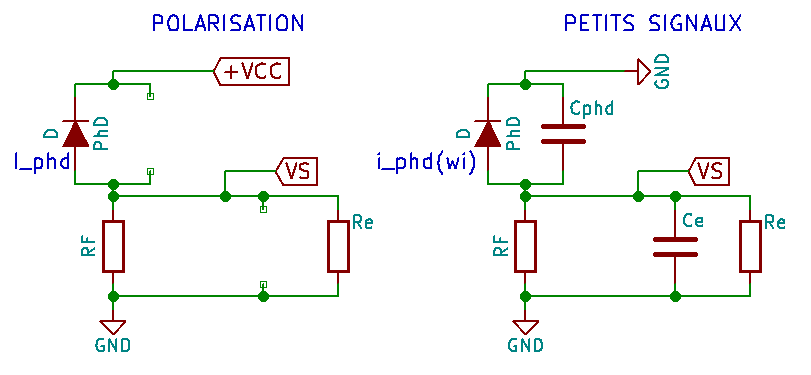 POLARISATION
+VCC
D
PhD
I_phd
VS
RF
Re
GND
PETITS SIGNAUX
GND
Cphd
D
PhD
i_phd(wi)
VS
RF
Ce
Re
GND